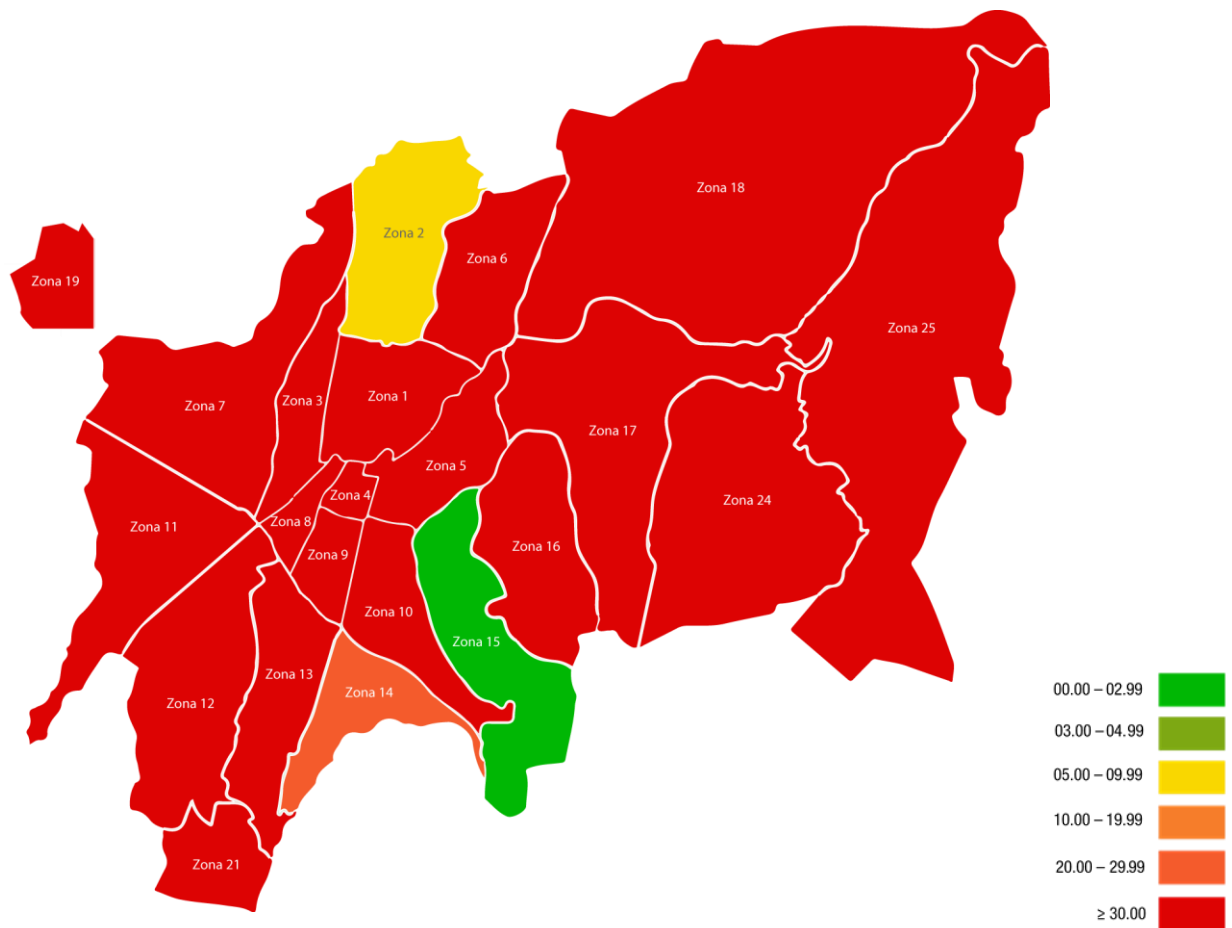 Zona 18
Zona 2
Zona 6
Zona 19
Zona 25
Zona 7
Zona 3
Zona 1
Zona 17
Zona 5
Zona 4
Zona 24
Zona 11
Zona 8
Zona 16
Zona 9
Zona 10
Zona 15
Zona 13
Zona 14
Zona 12
Zona 21
00.00 – 02.99
03.00 – 04.99
05.00 – 09.99
10.00 – 19.99
20.00 – 29.99
≥ 30.00